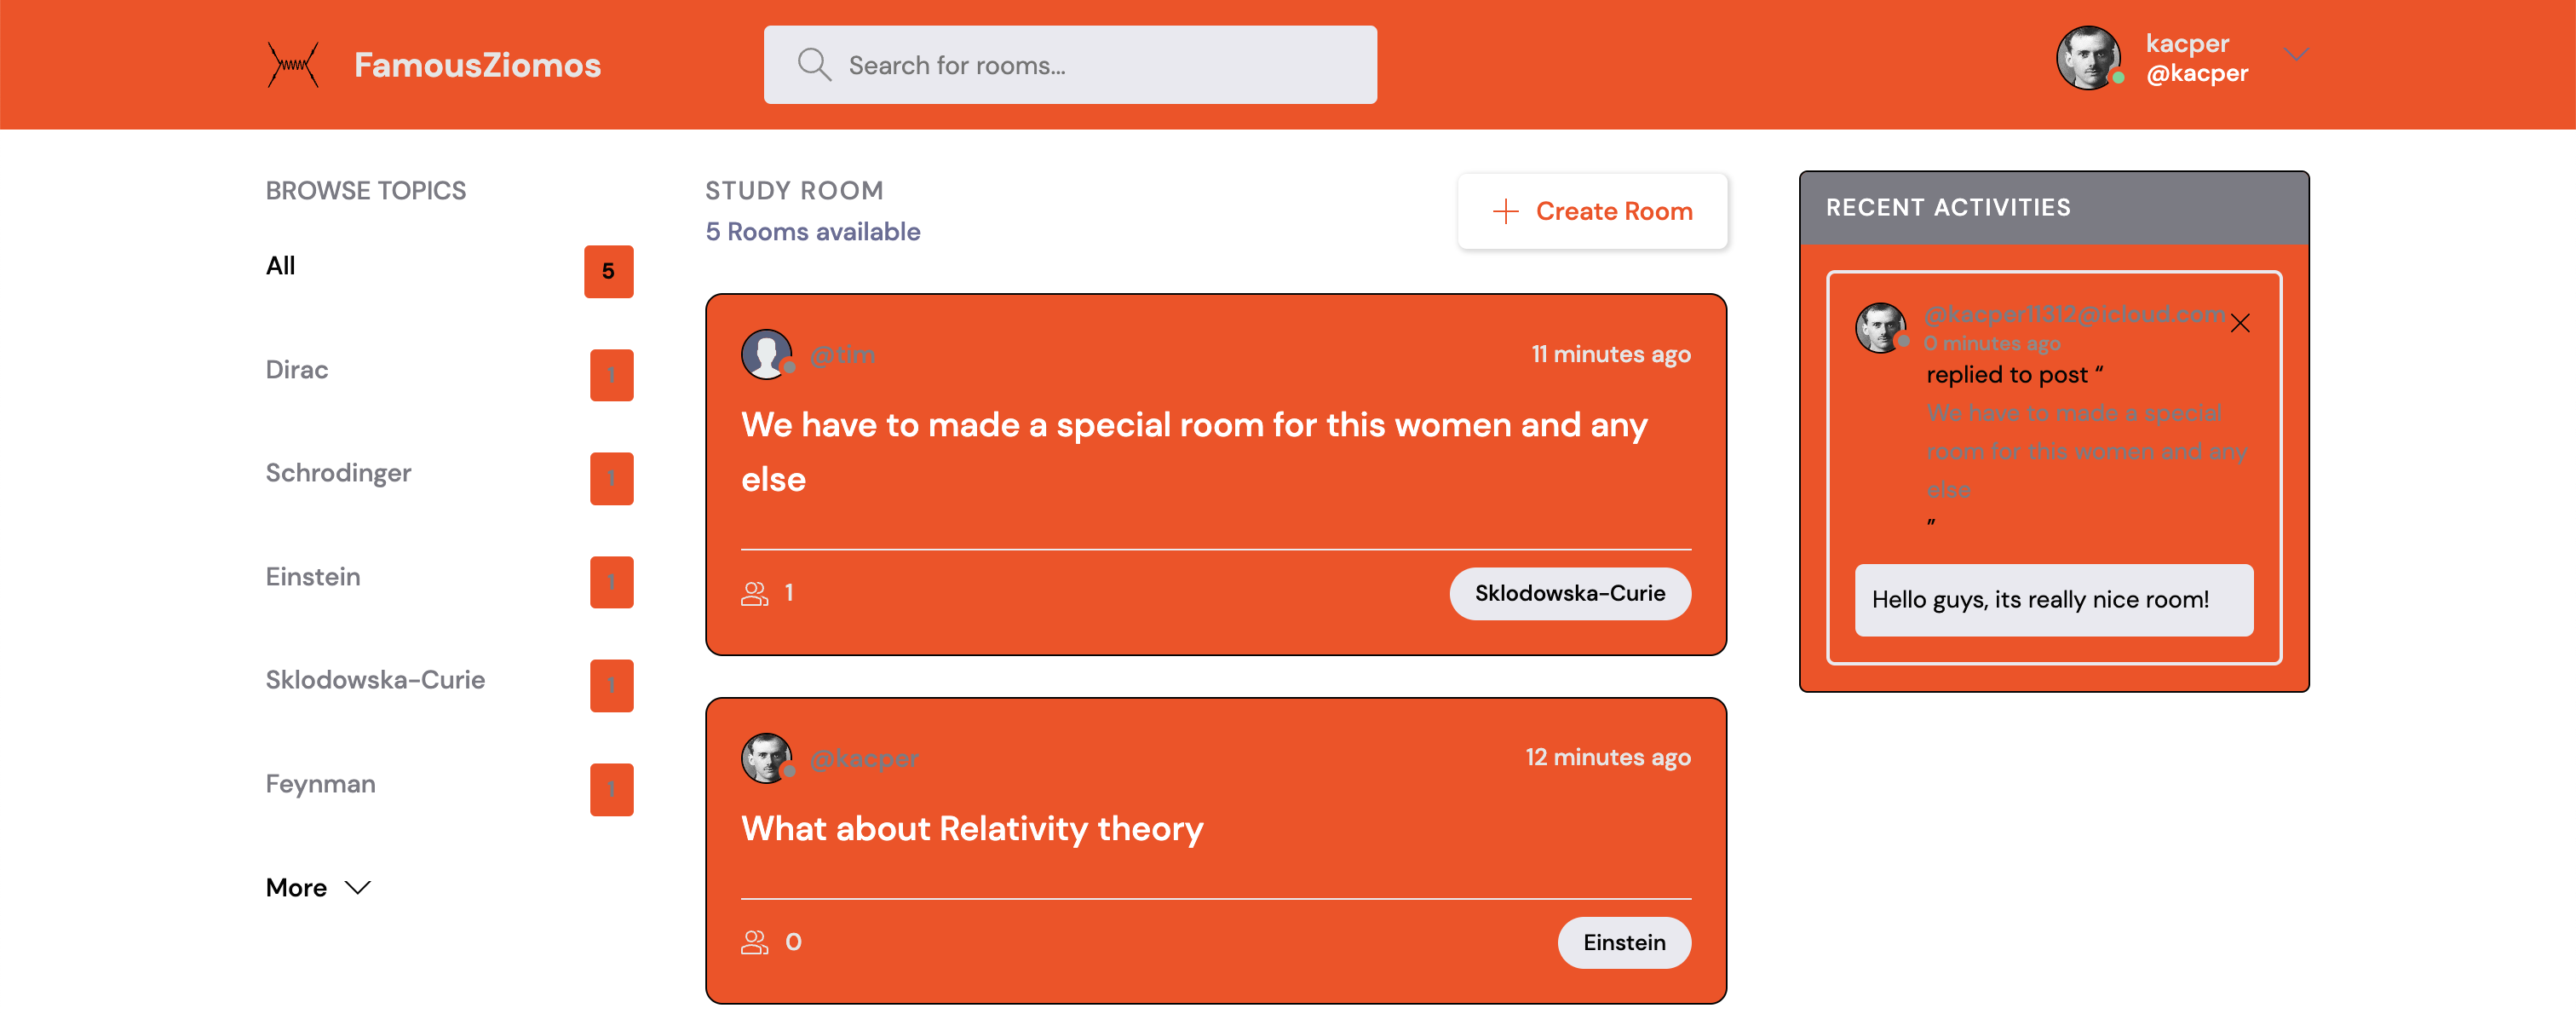 FamousZiomos
Search for rooms...
kacper
@kacper
BROWSE TOPICS
All 5
Dirac 1
Schrodinger 1
Einstein 1
Sklodowska-Curie 1
Feynman 1
More
STUDY ROOM
5 Rooms available
Create Room
@tim 11 minutes ago
We have to made a special room for this women and any
else
1 Sklodowska-Curie
@kacper 12 minutes ago
What about Relativity theory
0 Einstein
RECENT ACTIVITIES
@kacper11312@icloud.com
0 minutes ago
replied to post “
We have to made a special
room for this women and any
else
”
Hello guys, its really nice room!